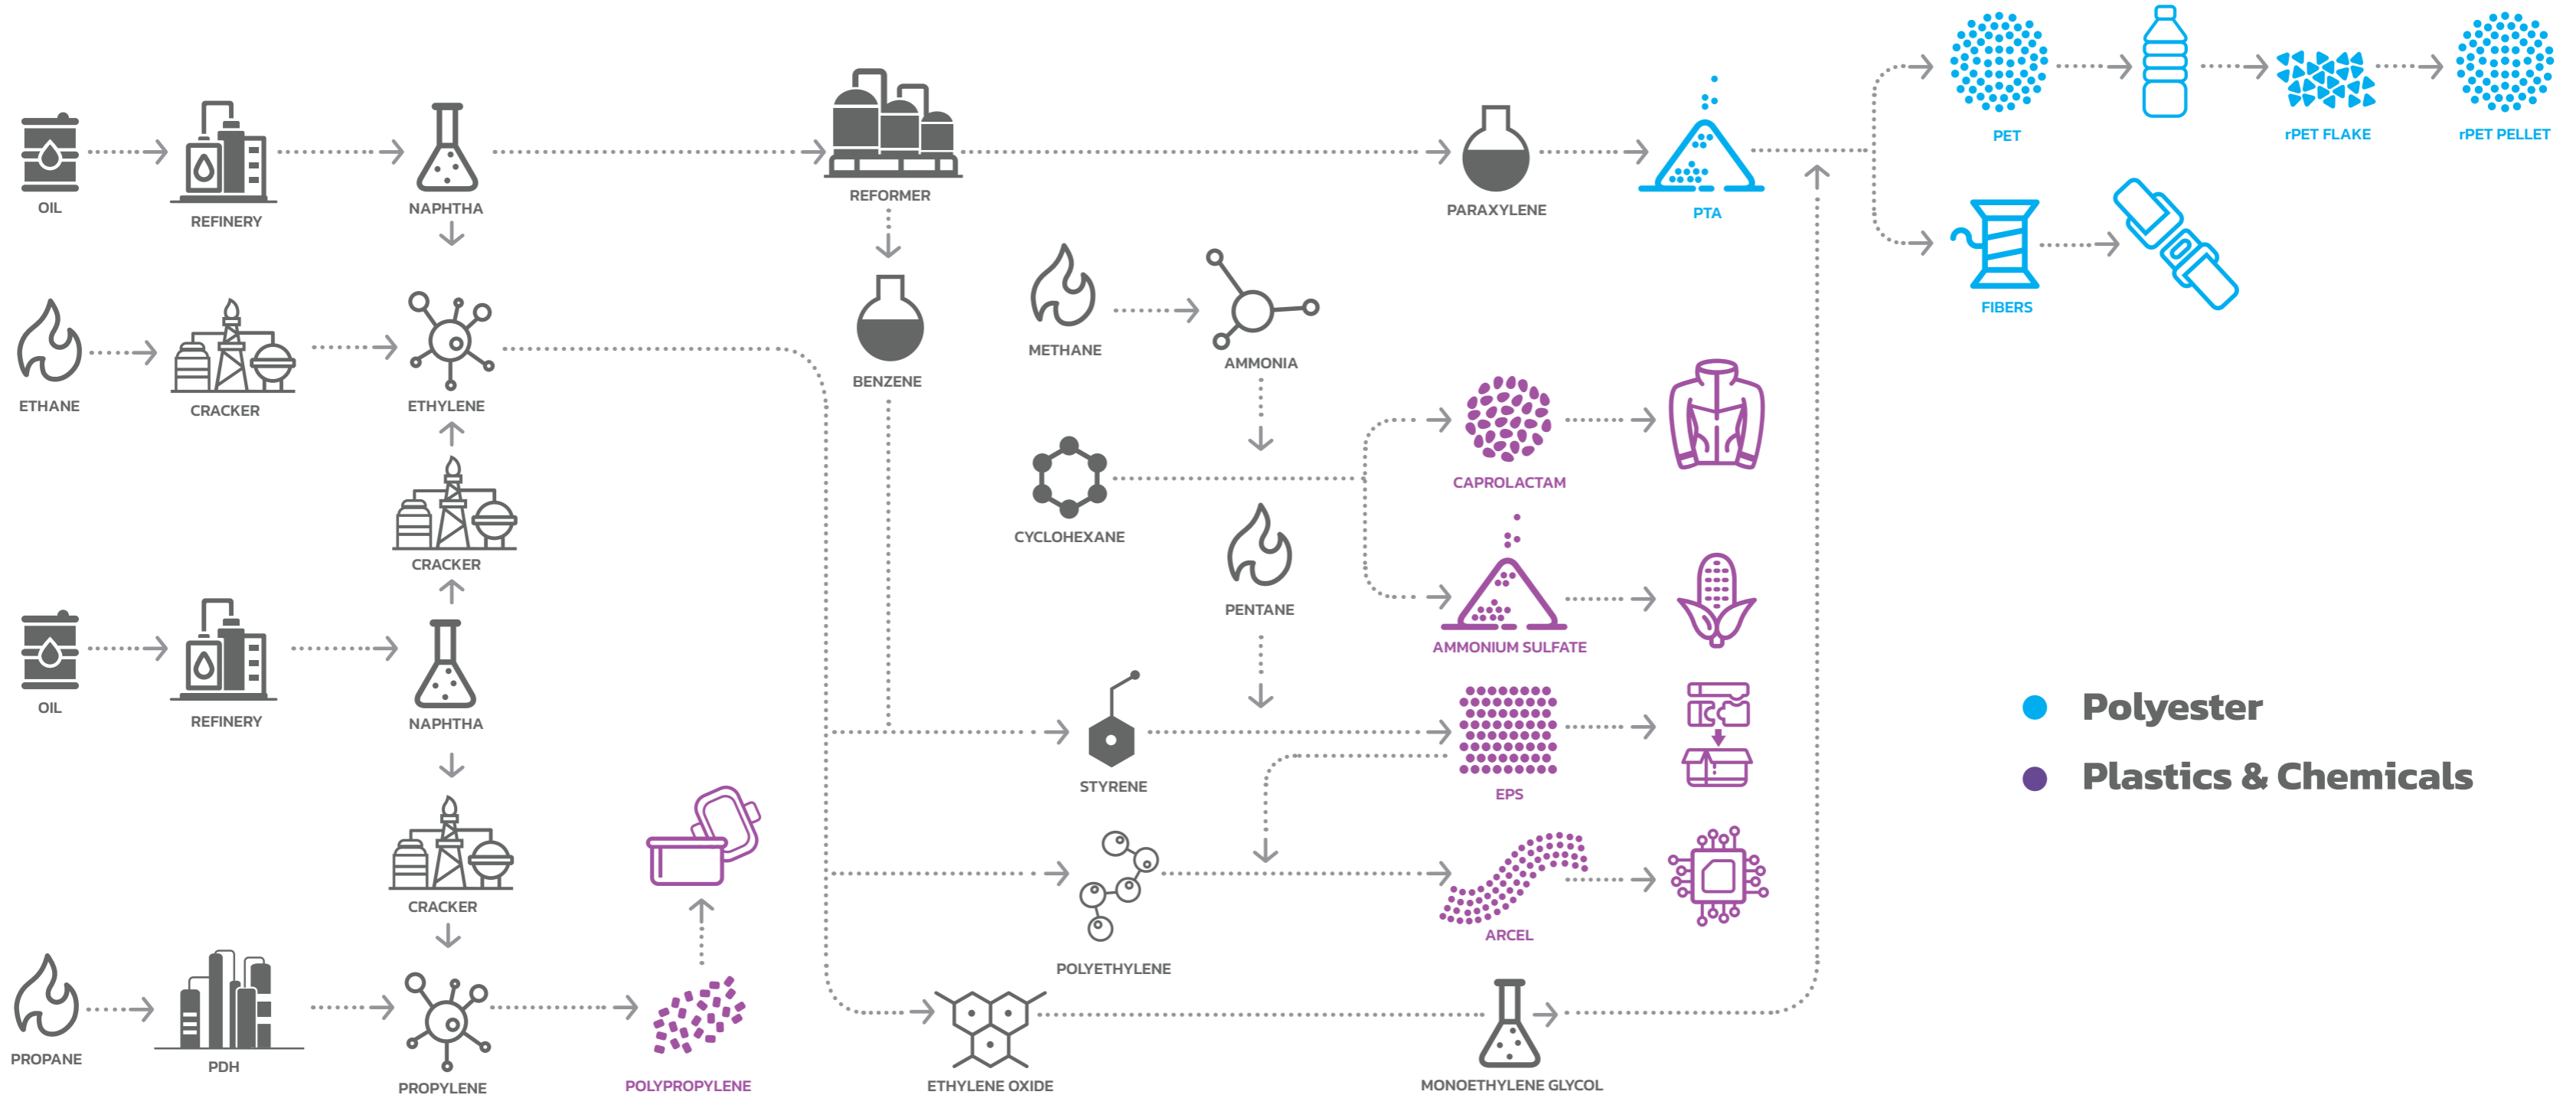 PET
rPET FLAKE
rPET PELLET
OIL
REFINERY
NAPHTHA
REFORMER
PARAXYLENE
PTA
FIBERS
ETHANE
CRACKER
ETHYLENE
BENZENE
METHANE
AMMONIA
CRACKER
CYCLOHEXANE
CAPROLACTAM
PENTANE
AMMONIUM SULFATE
OIL
REFINERY
NAPHTHA
STYRENE
EPS
Polyester
Plastics & Chemicals
CRACKER
POLYETHYLENE
ARCEL
PROPANE
PDH
PROPYLENE
POLYPROPYLENE
ETHYLENE OXIDE
MONOETHYLENE GLYCOL